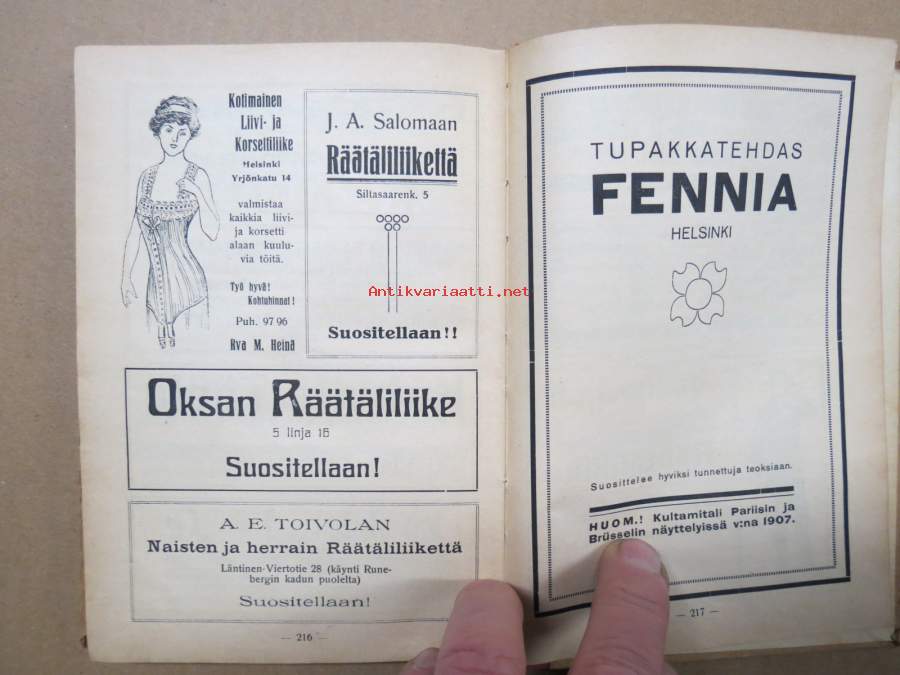 Kotimainen
Liivi- ja
Korsettiliike
Helsinki
Yrjönkatu 14
valmistaa
kaikkia liivi-
ja korsetti
alaan kuulu-
via töitä.
Työ hyvä!
Kohtuhinnat!
Puh. 97 96
Rva M. Heinä
J. A. Salomaan
Räätäliliikettä
Siltasaarenk. 5
Suositellaan!!
Oksan Räätäliliike
5 linja 16
Suositellaan!
A. E. TOIVOLAN
Naisten ja herrain Räätäliliikettä
Läntinen Viertotie 28 (käynti Rune-
bergin kadun puolelta)
Suositellaan!
— 216 —
TUPAKKATEHDAS
FENNIA
HELSINKI
Suosittelee hyviksi tunnettuja teoksiaan.
HUOM.! Kultamitali Pariisin ja
Brüsselin näyttelyissä v:na 1907.
— 217 —
Antikvariaatti.net